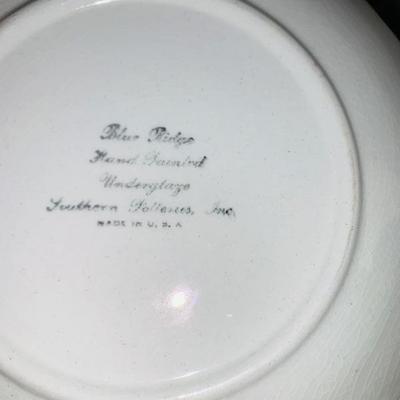 Blue Ridge
Hand Painted
Underglaze
Southern Potteries, Inc.
MADE IN U.S.A